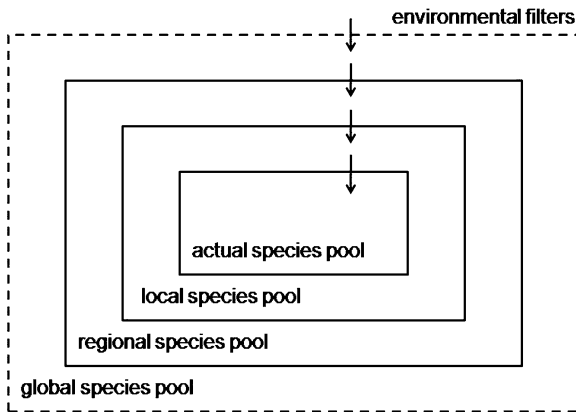 environmental filters
actual species pool
local species pool
regional species pool
global species pool